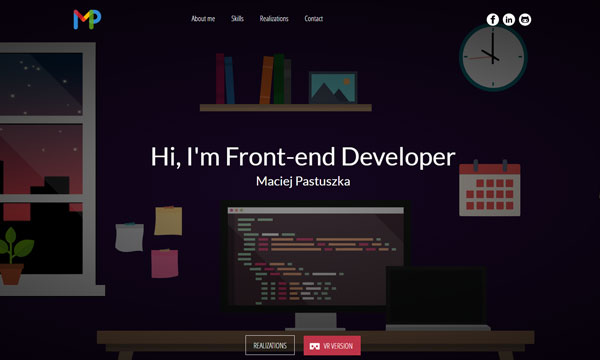 MP
About me Skills Realizations Contact
Hi, I'm Front-end Developer
Maciej Pastuszka
REALIZATIONS VR VERSION